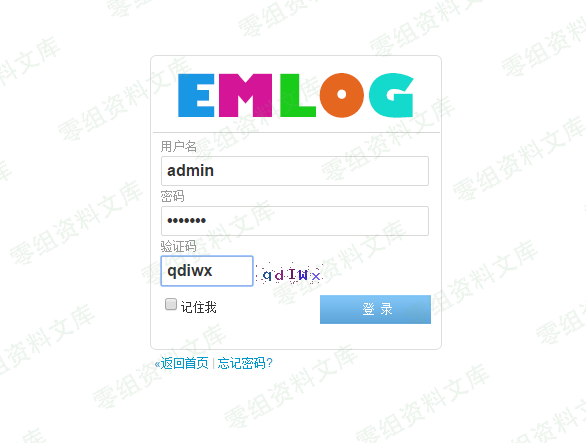 EMLOG
用户名
admin
密码
•••••••
验证码
qdiwx qdIWx
记住我 登 录
«返回首页 | 忘记密码?
零组资料文库